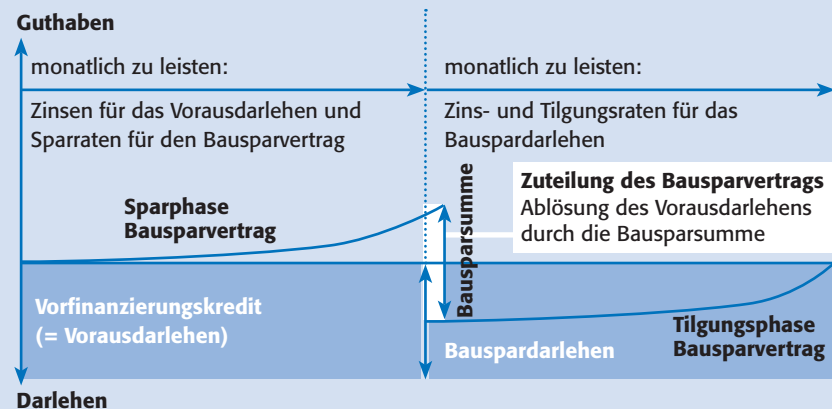 Guthaben
monatlich zu leisten:
Zinsen für das Vorausdarlehen und
Sparraten für den Bausparvertrag
monatlich zu leisten:
Zins- und Tilgungsraten für das
Bauspardarlehen
Sparphase
Bausparvertrag
Bausparsumme
Zuteilung des Bausparvertrags
Ablösung des Vorausdarlehens
durch die Bausparsumme
Vorfinanzierungskredit
(= Vorausdarlehen)
Bauspardarlehen
Tilgungsphase
Bausparvertrag
Darlehen